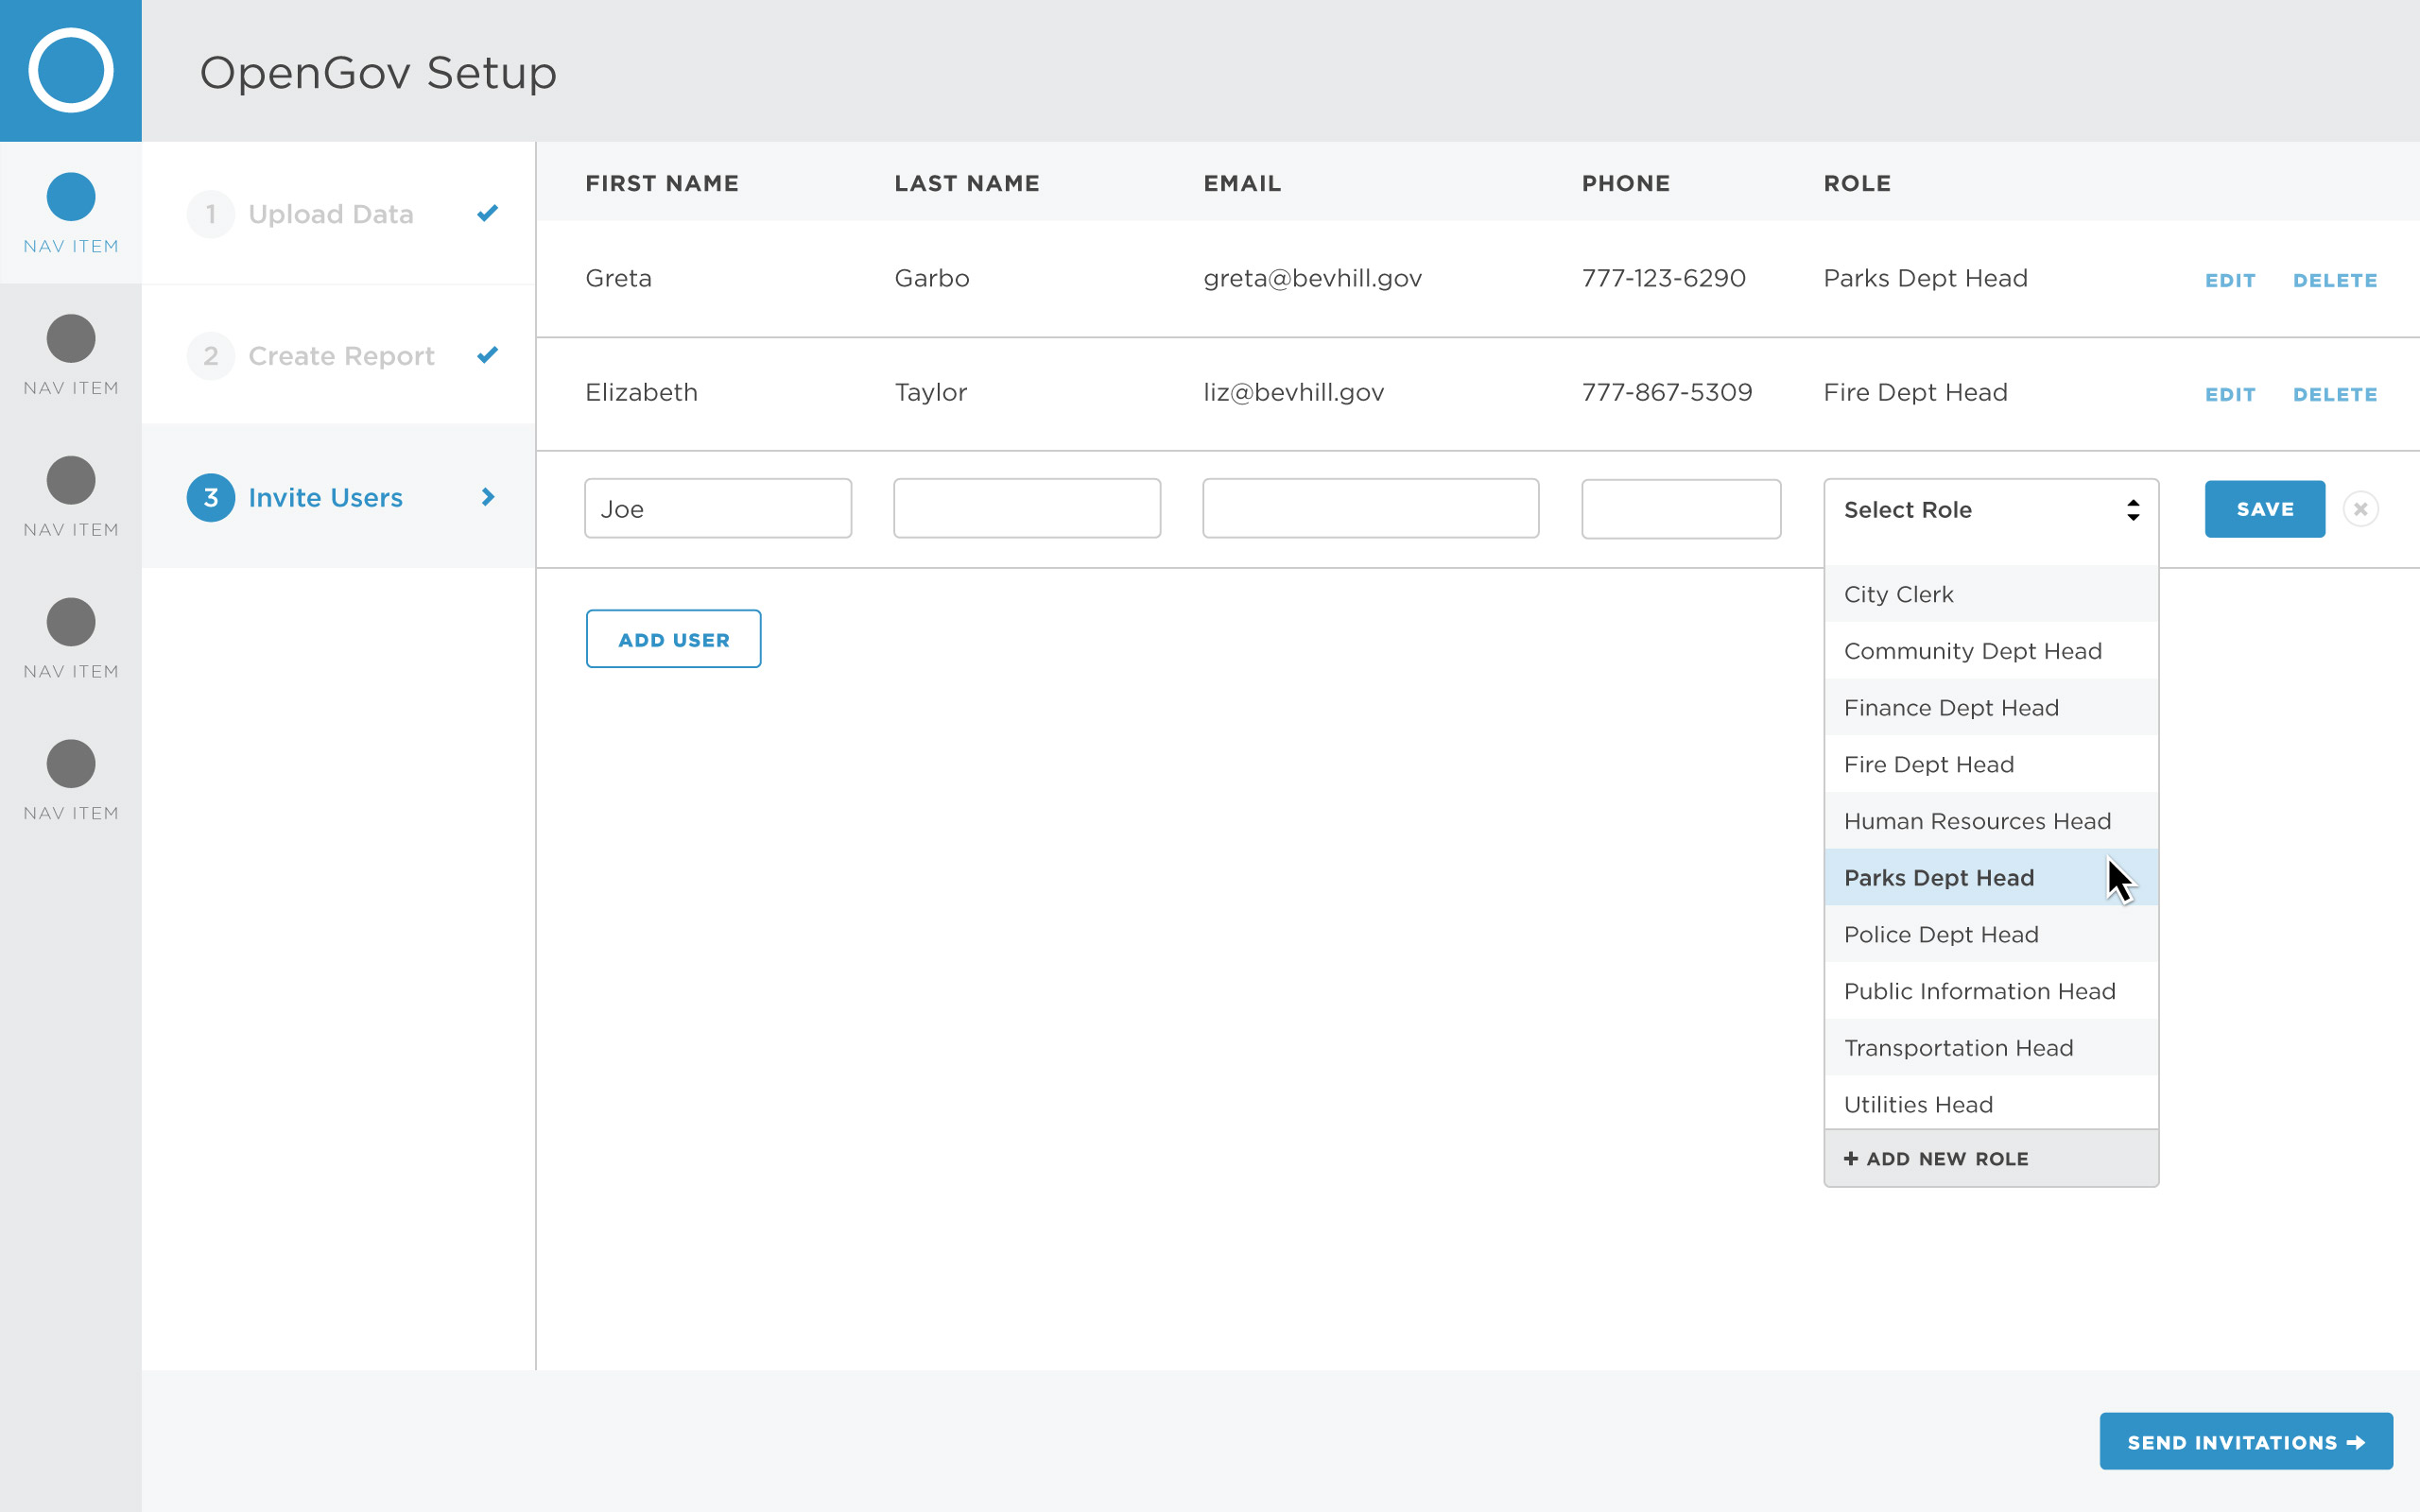 OpenGov Setup
NAV ITEM
NAV ITEM
NAV ITEM
NAV ITEM
NAV ITEM
1 Upload Data
2 Create Report
3 Invite Users
FIRST NAME LAST NAME EMAIL PHONE ROLE
Greta Garbo greta@bevhill.gov 777-123-6290 Parks Dept Head EDIT DELETE
Elizabeth Taylor liz@bevhill.gov 777-867-5309 Fire Dept Head EDIT DELETE
Joe Select Role SAVE
City Clerk
Community Dept Head
Finance Dept Head
Fire Dept Head
Human Resources Head
Parks Dept Head
Police Dept Head
Public Information Head
Transportation Head
Utilities Head
+ ADD NEW ROLE
ADD USER
SEND INVITATIONS